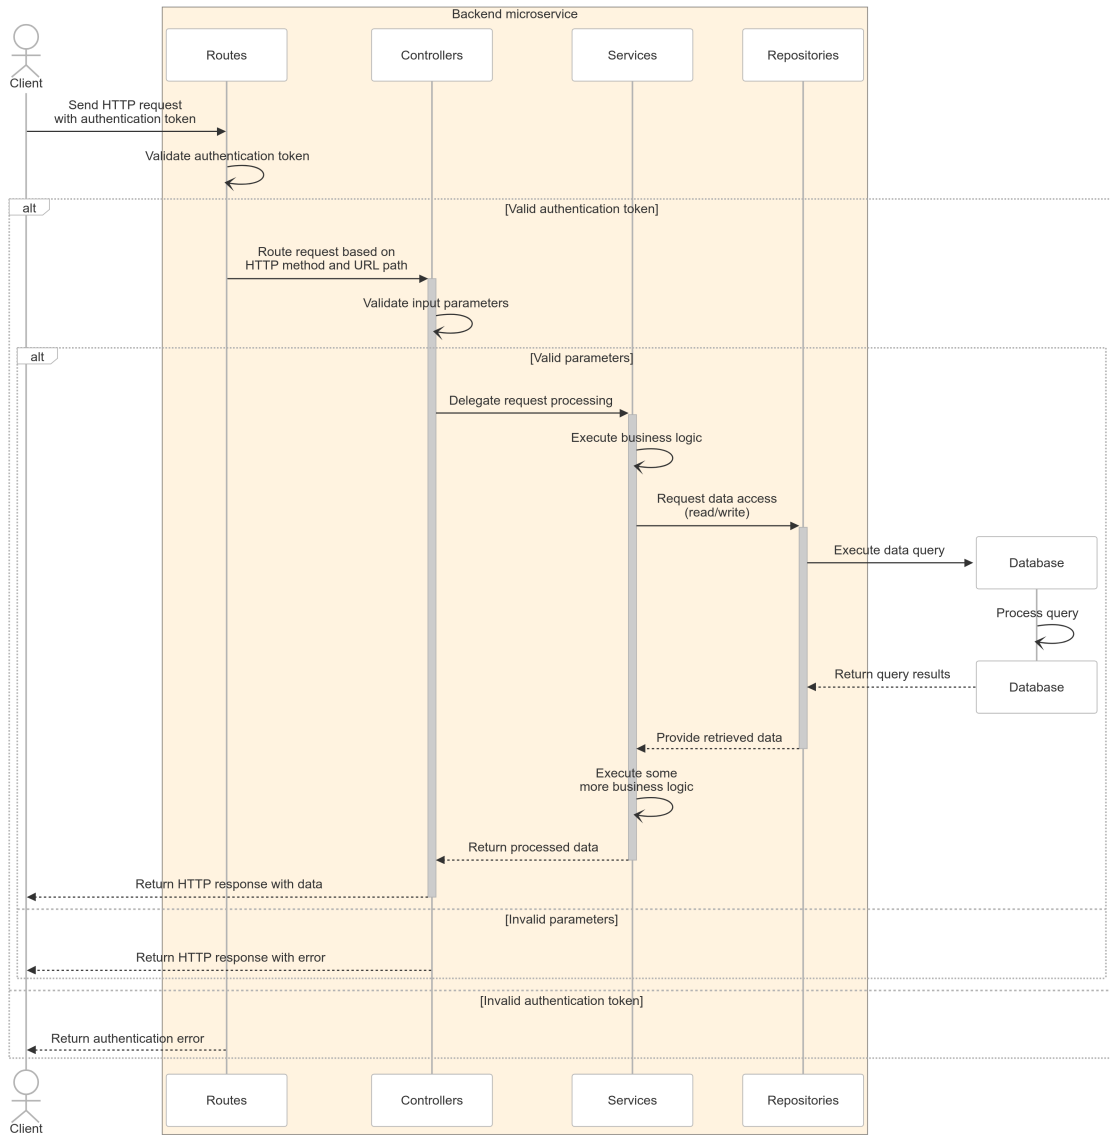 Backend microservice
Client
Routes
Controllers
Services
Repositories
Send HTTP request
with authentication token
Validate authentication token
alt
[Valid authentication token]
Route request based on
HTTP method and URL path
Validate input parameters
alt
[Valid parameters]
Delegate request processing
Execute business logic
Request data access
(read/write)
Execute data query
Database
Process query
Return query results
Database
Provide retrieved data
Execute some
more business logic
Return processed data
Return HTTP response with data
[Invalid parameters]
Return HTTP response with error
[Invalid authentication token]
Return authentication error
Client
Routes
Controllers
Services
Repositories